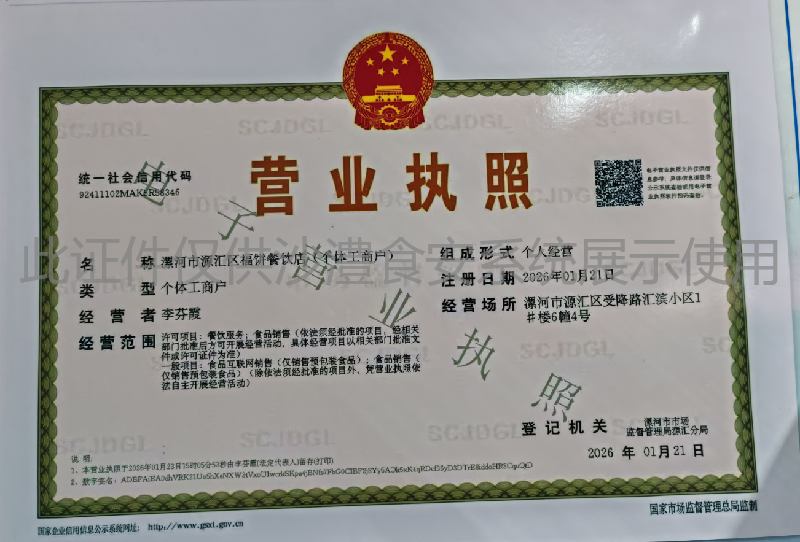 营业执照
统一社会信用代码
电子营业执照
此证件仅供沙澧食安系统展示使用
名 称 漯河市源汇区福饼餐饮店（个体工商户）
类 型 个体工商户
经营者 李芬霞
经营范围 许可项目：餐饮服务；食品销售（依法须经批准的项目，经相关
部门批准后方可开展经营活动，具体经营项目以相关部门批准文
件或许可证件为准）
一般项目：食品互联网销售（仅销售预包装食品）；食品销售（
仅销售预包装食品）（除依法须经批准的项目外，凭营业执照依
法自主开展经营活动）
组成形式 个人经营
注册日期 2026年01月21日
经营场所 漯河市源汇区受降路汇滨小区1
#楼6幢4号
登记机关
漯河市市场
监督管理局源汇分局
2026 年 01月 21 日
说明：
国家企业信用信息公示系统网址： http://www.gsxt.gov.cn
国家市场监督管理总局监制
SCJDGL